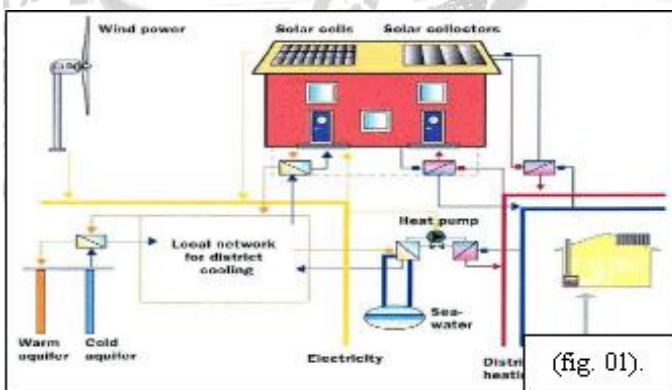 Wind power
Solar cells
Solar collectors
Heat pump
Local network
for district
cooling
Sea-
water
Warm
aquifer
Cold
aquifer
Electricity
(fig. 01).